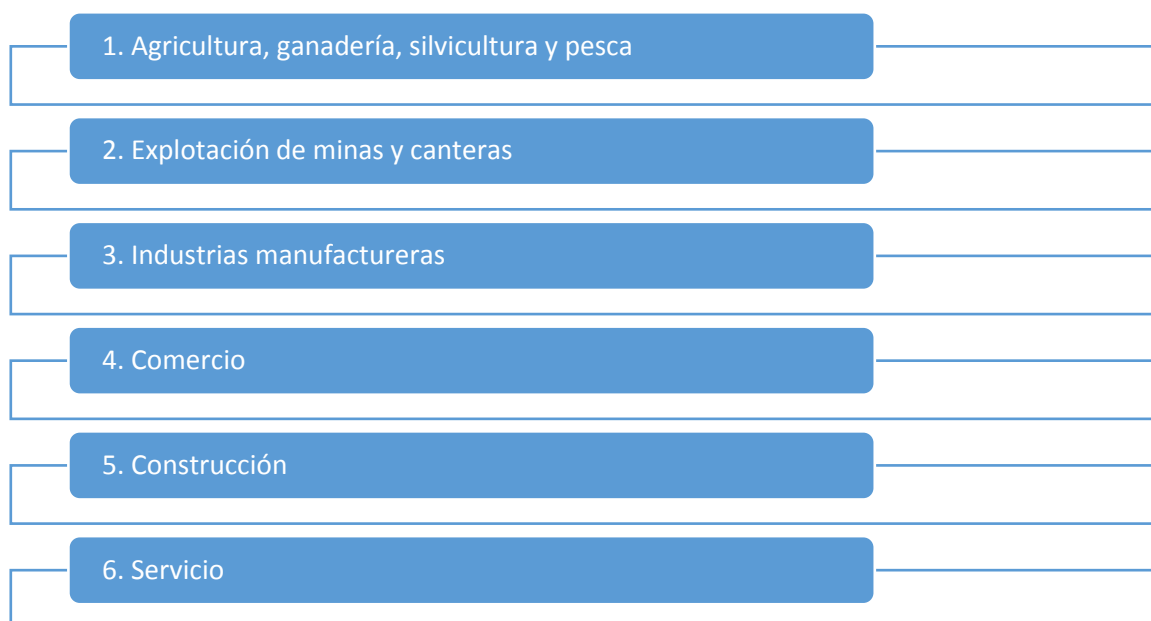 1. Agricultura, ganadería, silvicultura y pesca
2. Explotación de minas y canteras
3. Industrias manufactureras
4. Comercio
5. Construcción
6. Servicio